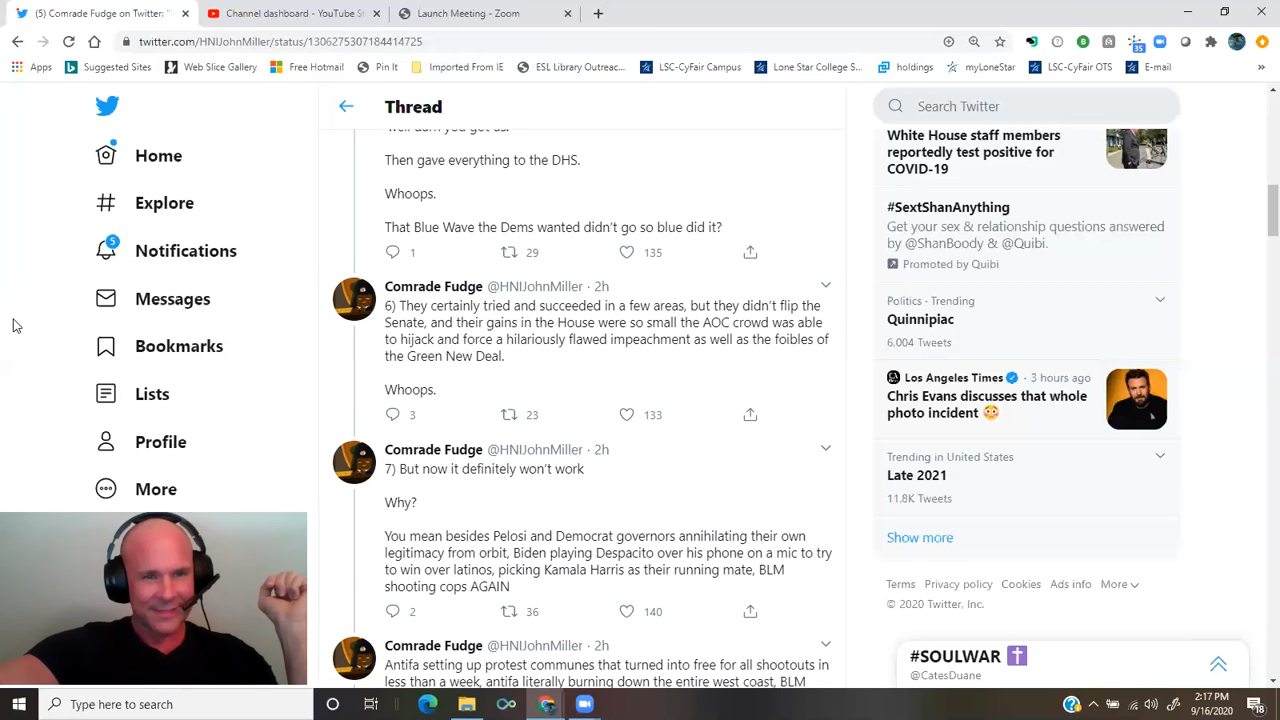 (5) Comrade Fudge on Twitter: "
Channel dashboard - YouTube St
Launch Meeting - Zoom
twitter.com/HNIJohnMiller/status/1306275307184414725
Apps
Suggested Sites
Web Slice Gallery
Free Hotmail
Pin It
Imported From IE
ESL Library Outreac...
LSC-CyFair Campus
Lone Star College S...
holdings
myLoneStar
LSC-CyFair OTS
E-mail
»
35
Home
Explore
5
Notifications
Messages
Bookmarks
Lists
Profile
More
Thread
Then gave everything to the DHS.
Whoops.
That Blue Wave the Dems wanted didn't go so blue did it?
1 29 135
Comrade Fudge @HNIJohnMiller · 2h
6) They certainly tried and succeeded in a few areas, but they didn't flip the
Senate, and their gains in the House were so small the AOC crowd was able
to hijack and force a hilariously flawed impeachment as well as the foibles of
the Green New Deal.
Whoops.
3 23 133
Comrade Fudge @HNIJohnMiller · 2h
7) But now it definitely won't work
Why?
You mean besides Pelosi and Democrat governors annihilating their own
legitimacy from orbit, Biden playing Despacito over his phone on a mic to try
to win over latinos, picking Kamala Harris as their running mate, BLM
shooting cops AGAIN
2 36 140
Comrade Fudge @HNIJohnMiller · 2h
Antifa setting up protest communes that turned into free for all shootouts in
less than a week, antifa literally burning down the entire west coast, BLM
Search Twitter
White House staff members
reportedly test positive for
COVID-19
#SextShanAnything
Get your sex & relationship questions answered
by @ShanBoody & @Quibi.
Promoted by Quibi
Politics · Trending
Quinnipiac
6,004 Tweets
Los Angeles Times · 3 hours ago
Chris Evans discusses that whole
photo incident 😳
Trending in United States
Late 2021
11.8K Tweets
Show more
Terms Privacy policy Cookies Ads info More
© 2020 Twitter, Inc.
#SOULWAR ✝️
@CatesDuane
Type here to search
2:17 PM
9/16/2020
18